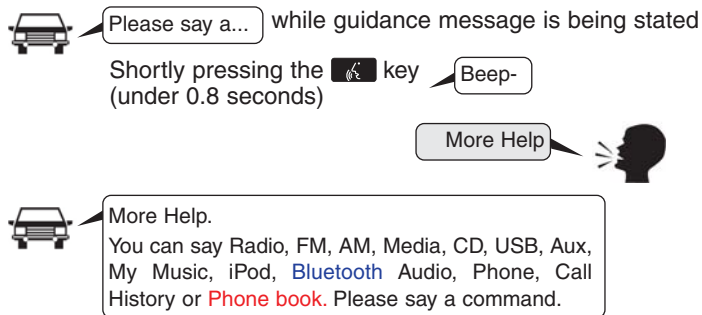 Please say a... while guidance message is being stated
Shortly pressing the key Beep-
(under 0.8 seconds)
More Help
More Help.
You can say Radio, FM, AM, Media, CD, USB, Aux,
My Music, iPod, Bluetooth Audio, Phone, Call
History or Phone book. Please say a command.